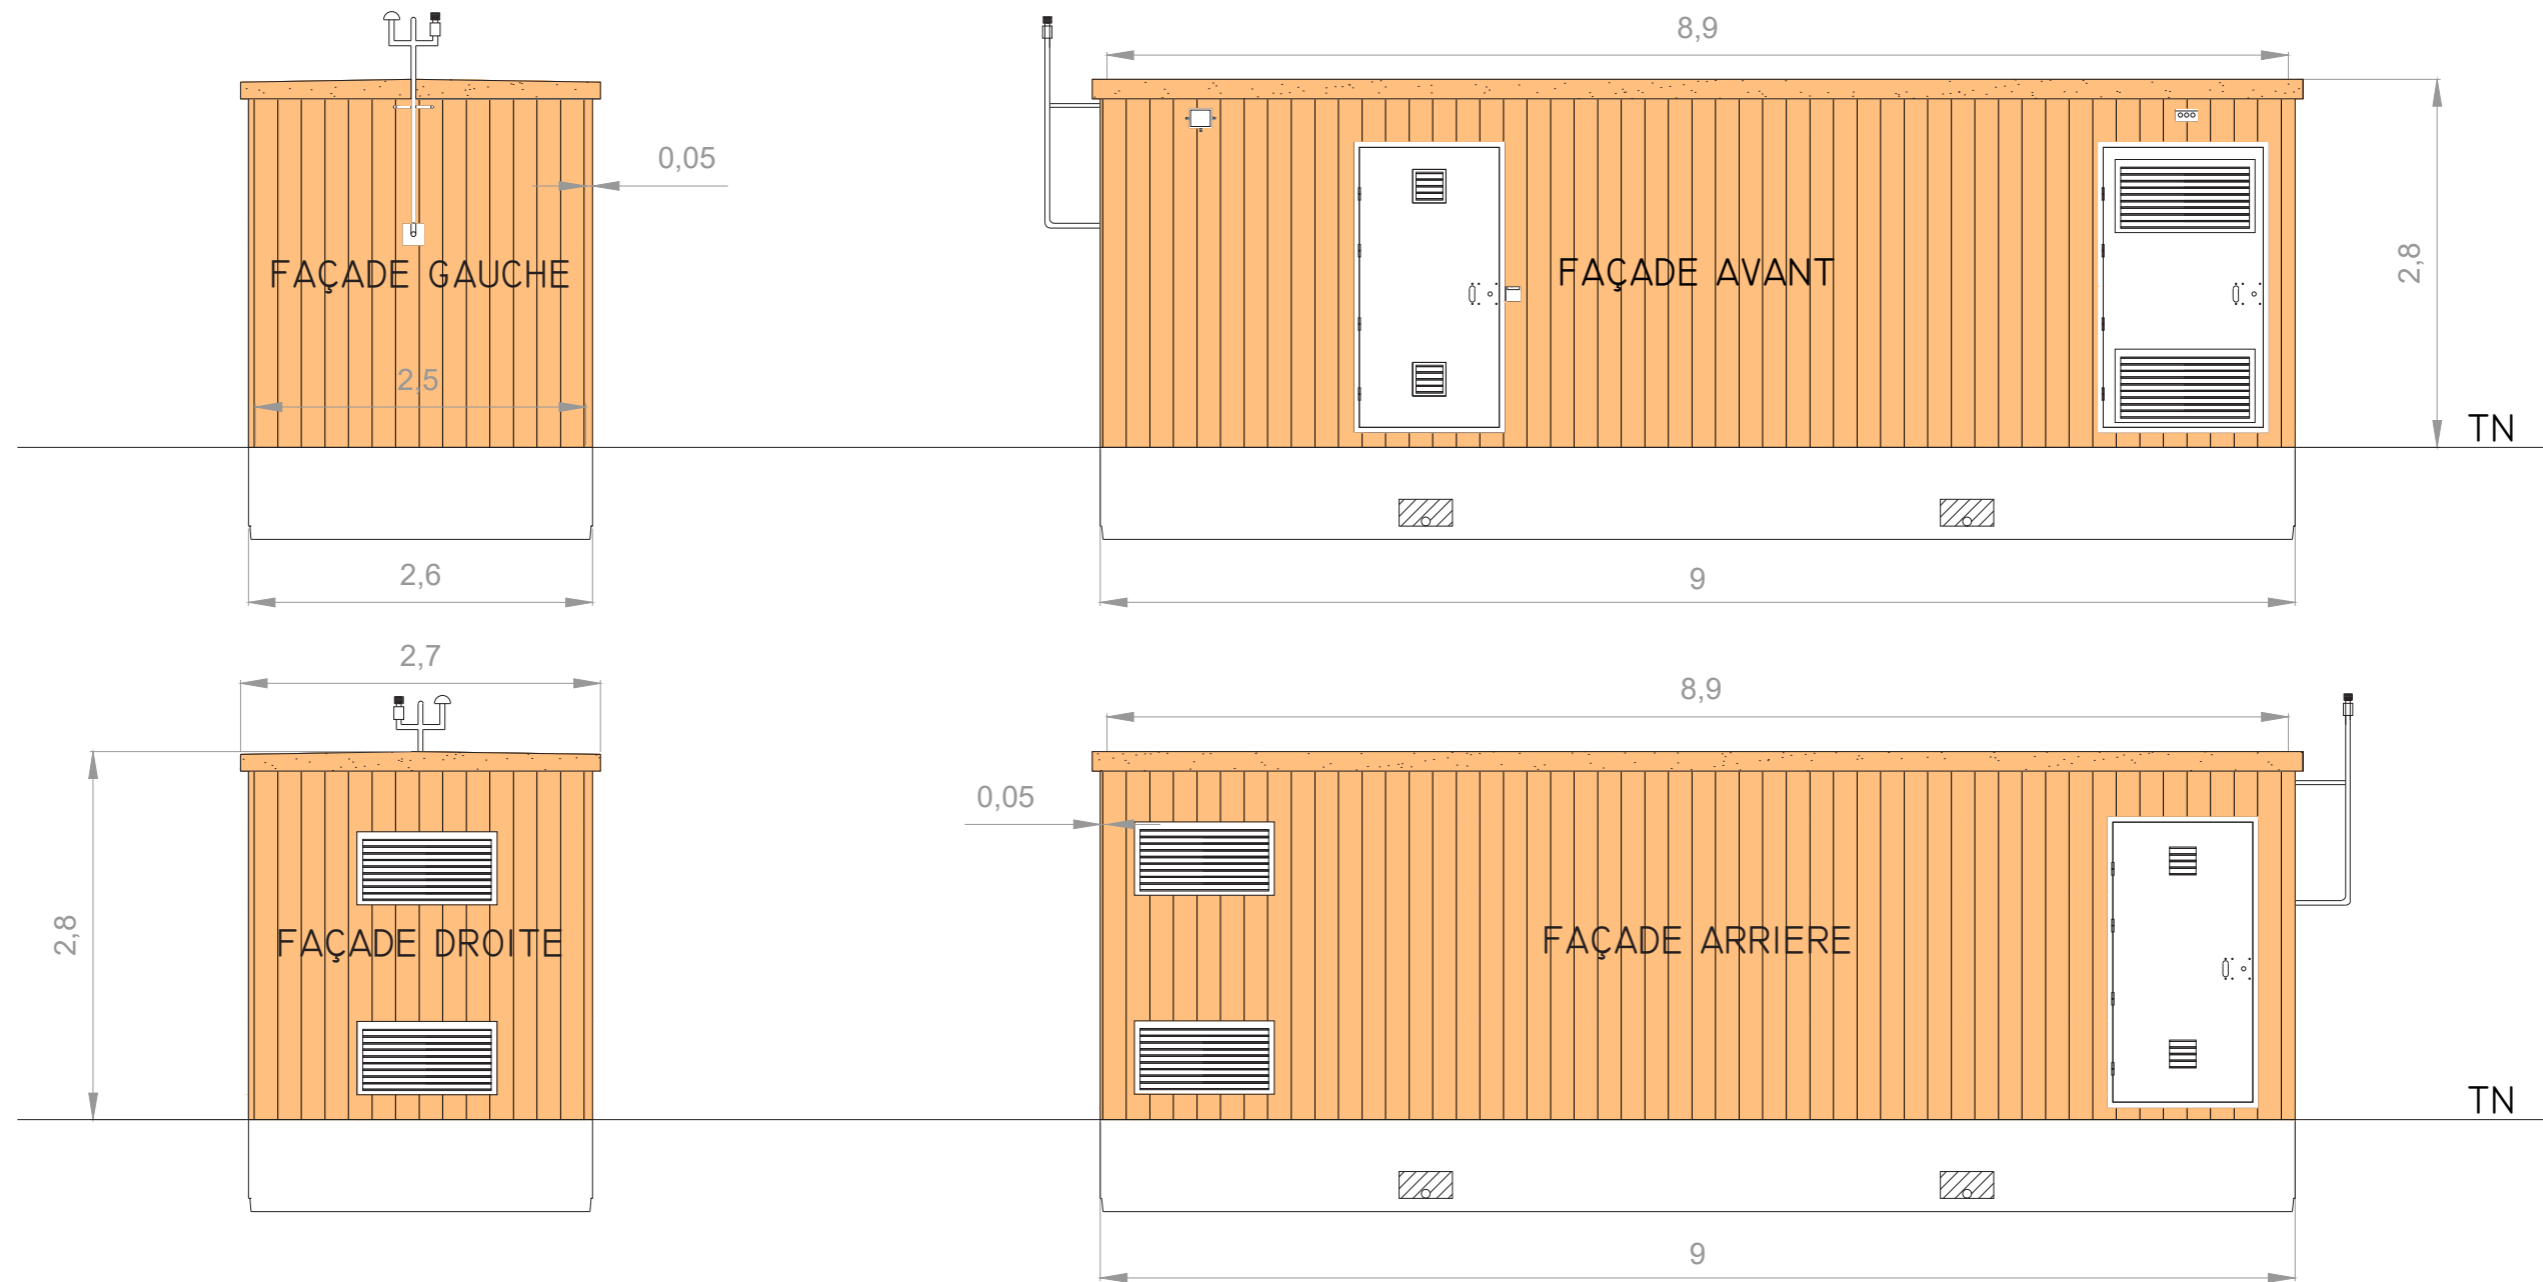 8,9
0,05
FAÇADE GAUCHE
FAÇADE AVANT
2,8
2,5
TN
2,6
9
2,7
8,9
0,05
2,8
FAÇADE DROITE
FAÇADE ARRIERE
TN
9